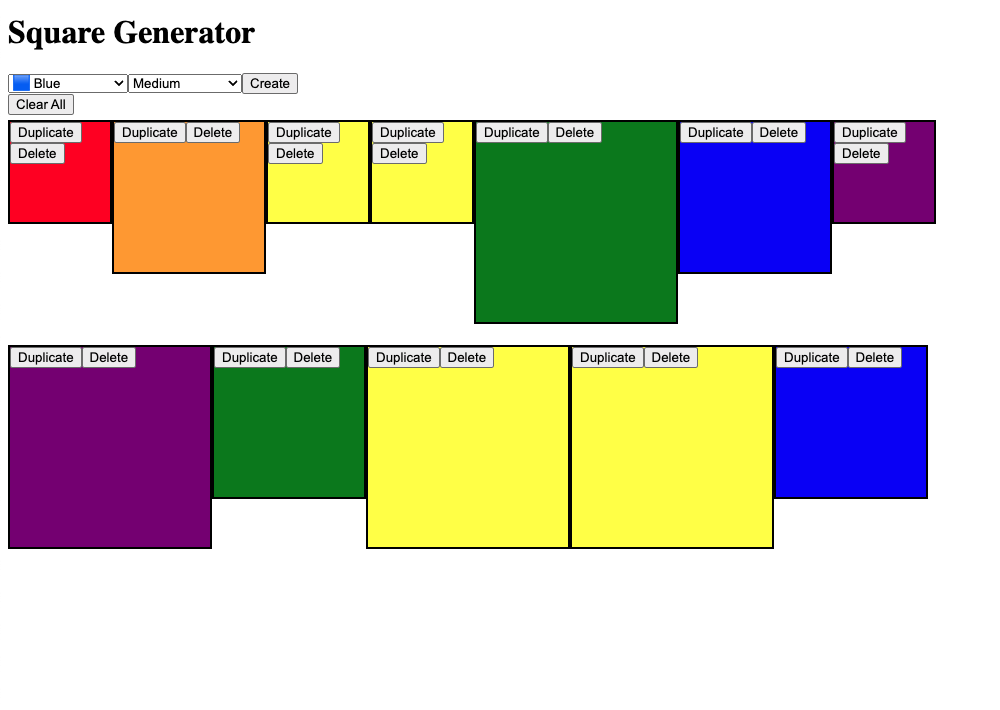 Square Generator
Blue Medium Create
Clear All
Duplicate Duplicate Delete Duplicate Duplicate Duplicate Delete Duplicate Delete Duplicate
Delete Delete Delete Delete
Duplicate Delete Duplicate Delete Duplicate Delete Duplicate Delete Duplicate Delete